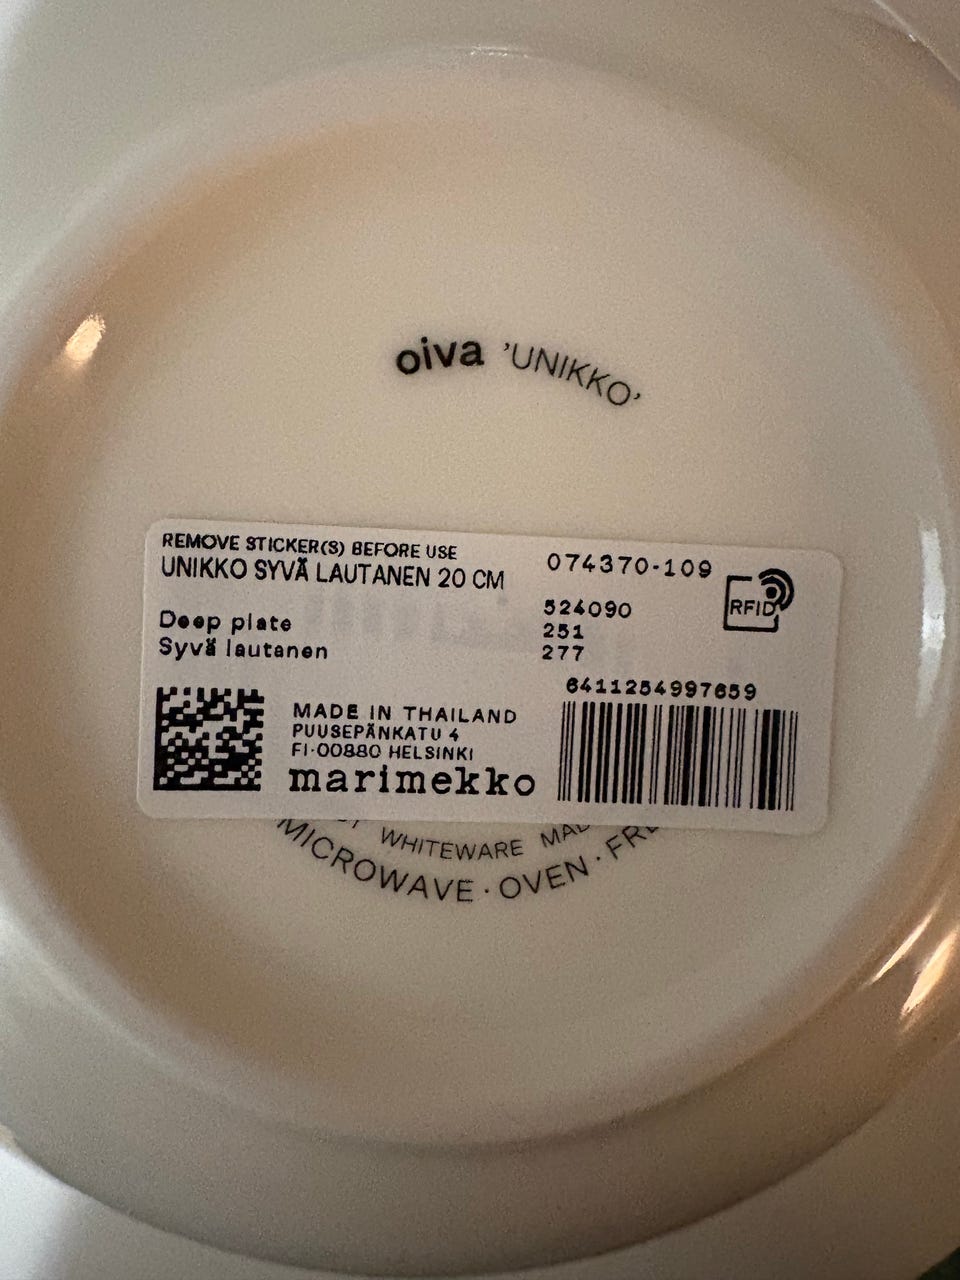 oiva 'UNIKKO'
REMOVE STICKER(S) BEFORE USE
UNIKKO SYVÄ LAUTANEN 20 CM
074370-109
RFID
Deep plate
Syvä lautanen
524090
251
277
6411254997659
MADE IN THAILAND
PUUSEPÄNKATU 4
FI-00880 HELSINKI
marimekko
WHITEWARE
MICROWAVE · OVEN ·